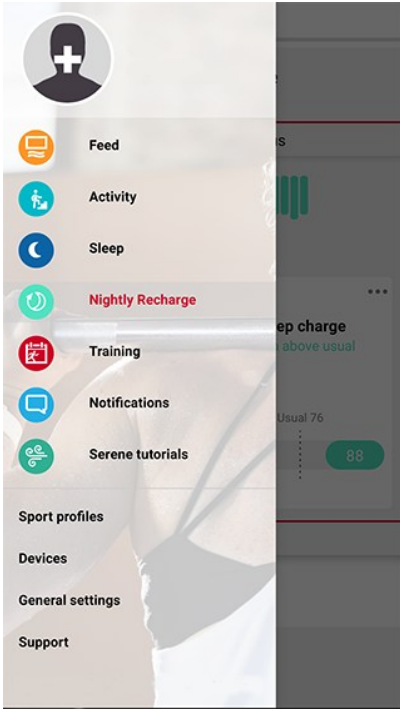 Feed
Activity
Sleep
Nightly Recharge
Training
Notifications
Serene tutorials
Sport profiles
Devices
General settings
Support
ep charge
above usual
Usual 76
88